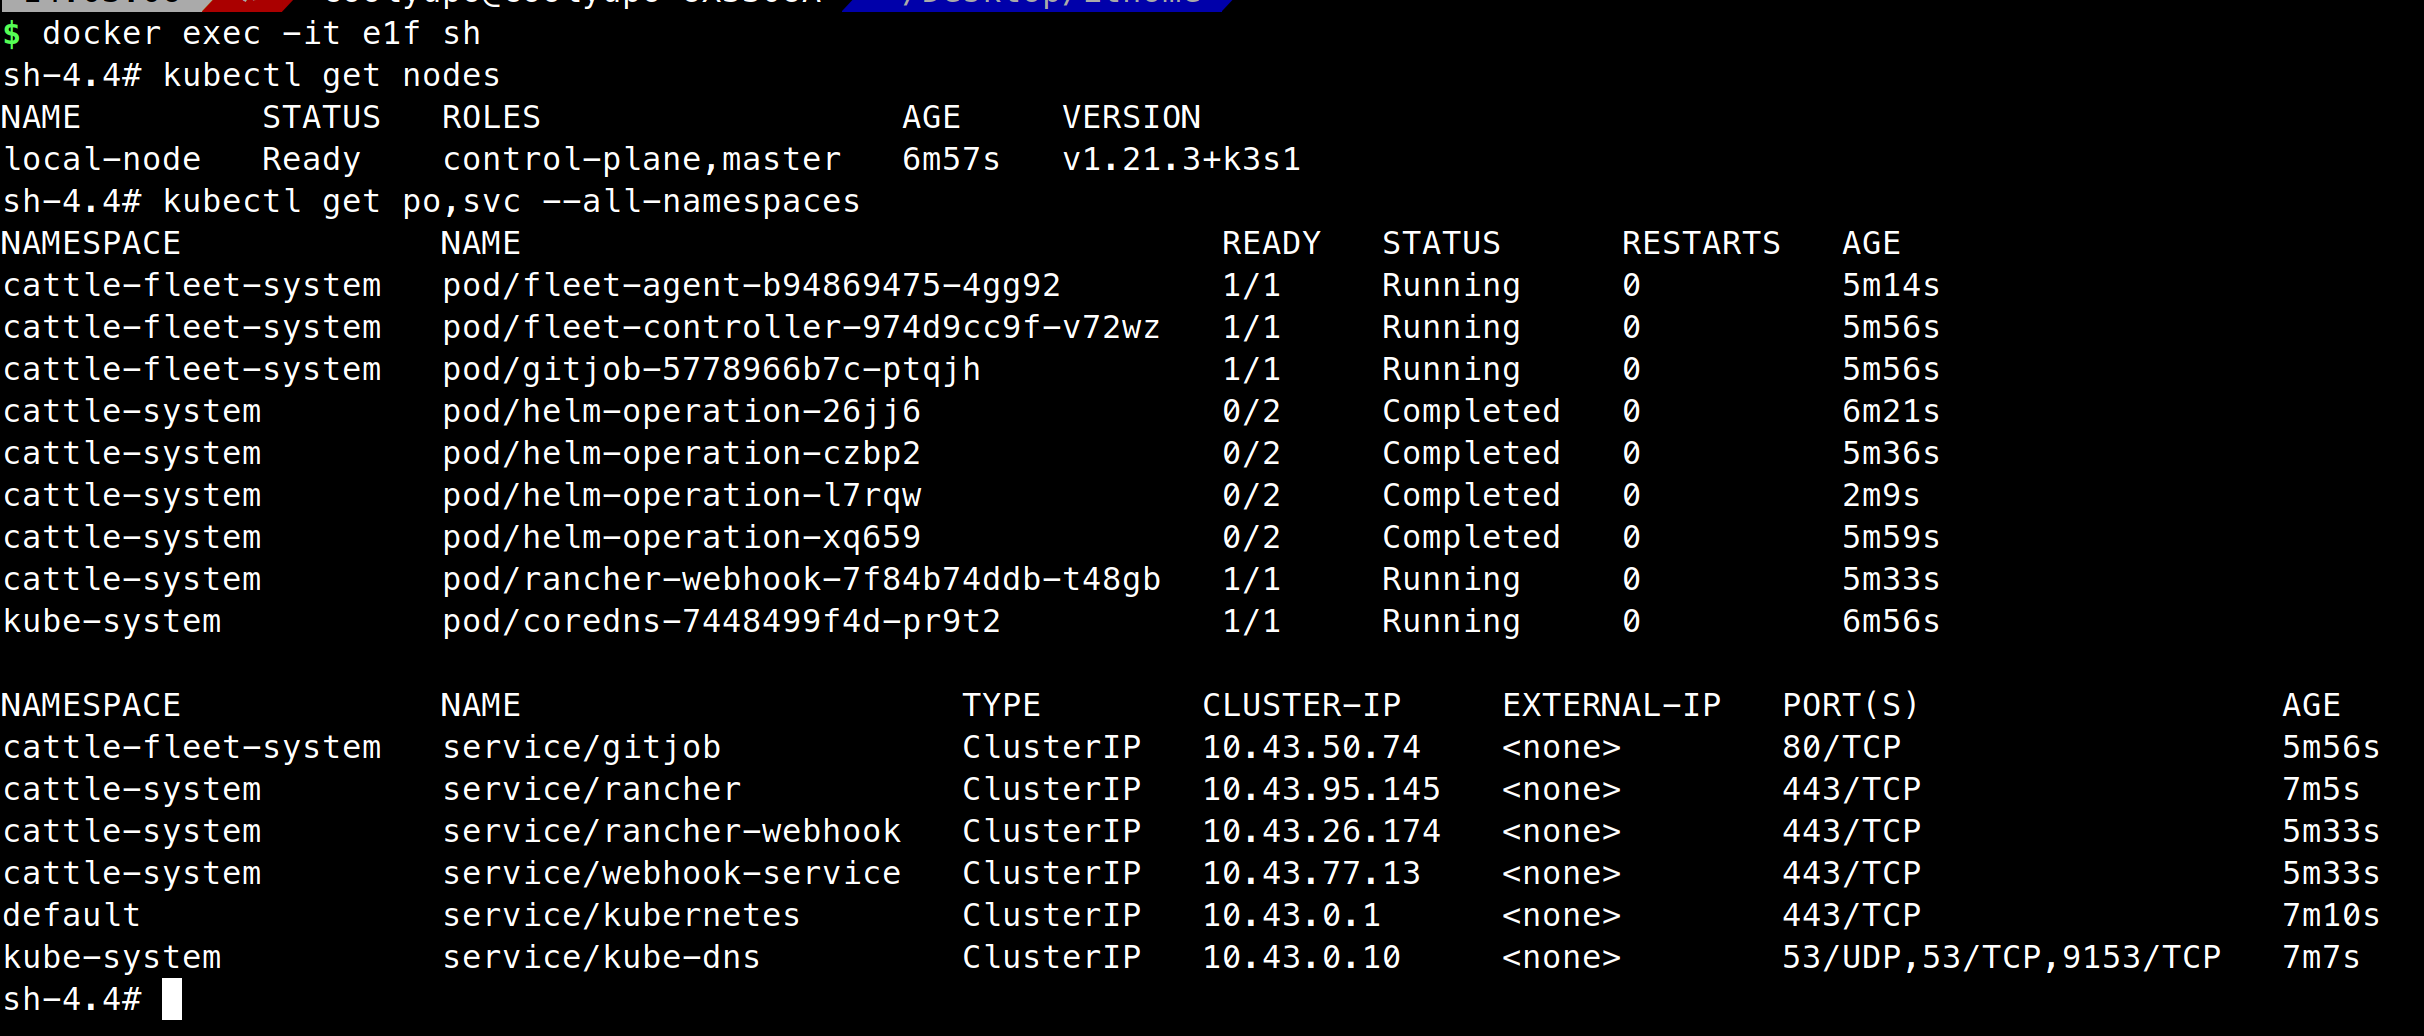 $ docker exec -it e1f sh
sh-4.4# kubectl get nodes
NAME         STATUS   ROLES                  AGE     VERSION
local-node   Ready    control-plane,master   6m57s   v1.21.3+k3s1
sh-4.4# kubectl get po,svc --all-namespaces
NAMESPACE             NAME                                   READY   STATUS      RESTARTS   AGE
cattle-fleet-system   pod/fleet-agent-b94869475-4gg92        1/1     Running     0          5m14s
cattle-fleet-system   pod/fleet-controller-974d9cc9f-v72wz   1/1     Running     0          5m56s
cattle-fleet-system   pod/gitjob-5778966b7c-ptqjh            1/1     Running     0          5m56s
cattle-system         pod/helm-operation-26jj6               0/2     Completed   0          6m21s
cattle-system         pod/helm-operation-czbp2               0/2     Completed   0          5m36s
cattle-system         pod/helm-operation-l7rqw               0/2     Completed   0          2m9s
cattle-system         pod/helm-operation-xq659               0/2     Completed   0          5m59s
cattle-system         pod/rancher-webhook-7f84b74ddb-t48gb   1/1     Running     0          5m33s
kube-system           pod/coredns-7448499f4d-pr9t2           1/1     Running     0          6m56s
NAMESPACE             NAME                      TYPE        CLUSTER-IP     EXTERNAL-IP   PORT(S)                  AGE
cattle-fleet-system   service/gitjob            ClusterIP   10.43.50.74    <none>        80/TCP                   5m56s
cattle-system         service/rancher           ClusterIP   10.43.95.145   <none>        443/TCP                  7m5s
cattle-system         service/rancher-webhook   ClusterIP   10.43.26.174   <none>        443/TCP                  5m33s
cattle-system         service/webhook-service   ClusterIP   10.43.77.13    <none>        443/TCP                  5m33s
default               service/kubernetes        ClusterIP   10.43.0.1      <none>        443/TCP                  7m10s
kube-system           service/kube-dns          ClusterIP   10.43.0.10     <none>        53/UDP,53/TCP,9153/TCP   7m7s
sh-4.4#